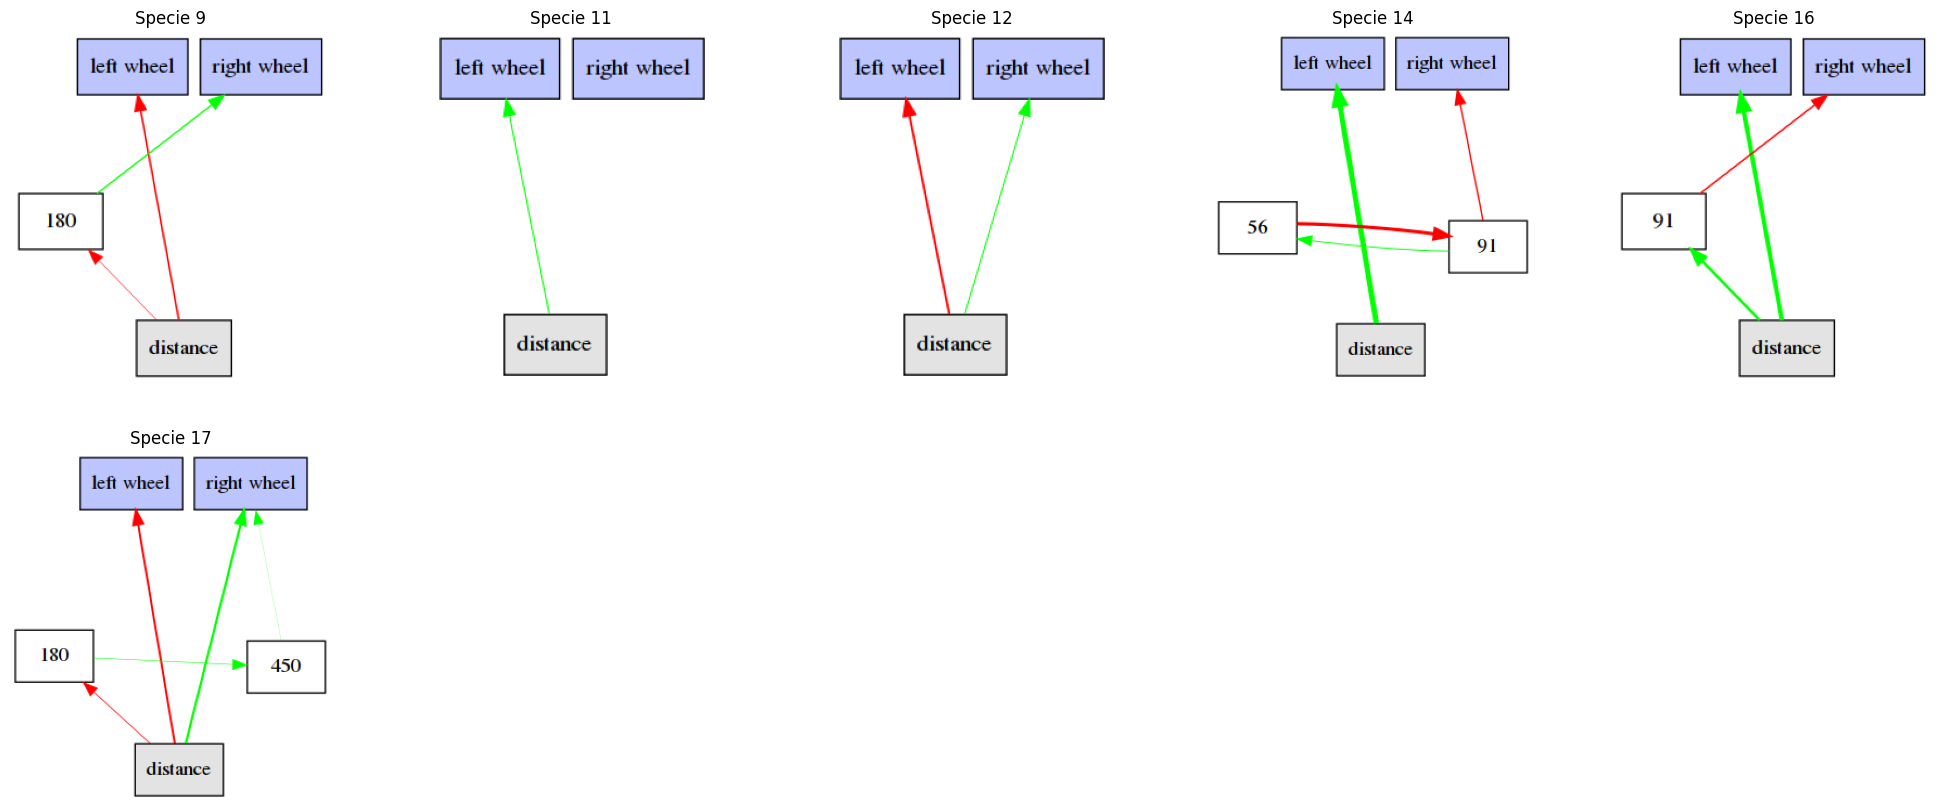 Specie 9
left wheel
right wheel
180
distance
Specie 11
left wheel
right wheel
distance
Specie 12
left wheel
right wheel
distance
Specie 14
left wheel
right wheel
56
91
distance
Specie 16
left wheel
right wheel
91
distance
Specie 17
left wheel
right wheel
180
450
distance